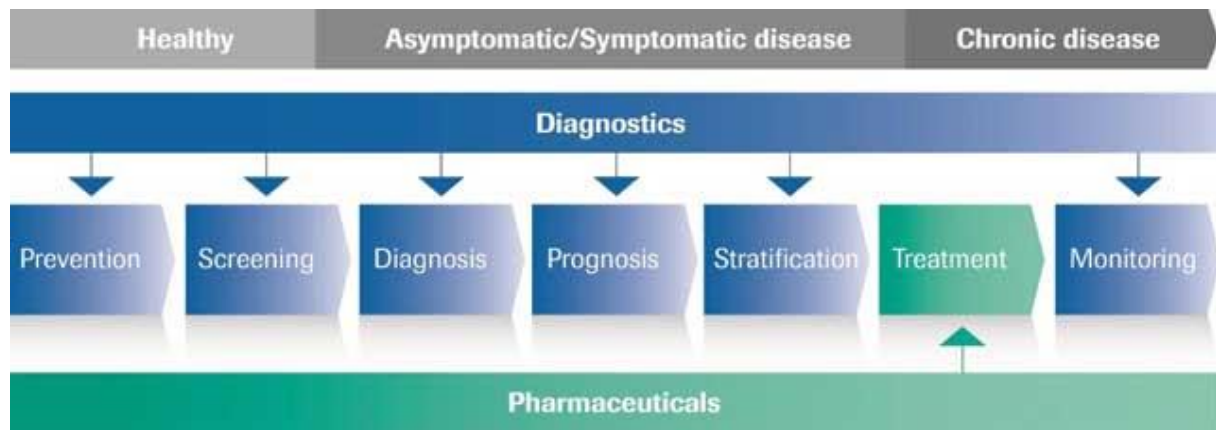 Healthy
Asymptomatic/Symptomatic disease
Chronic disease
Diagnostics
Prevention
Screening
Diagnosis
Prognosis
Stratification
Treatment
Monitoring
Pharmaceuticals